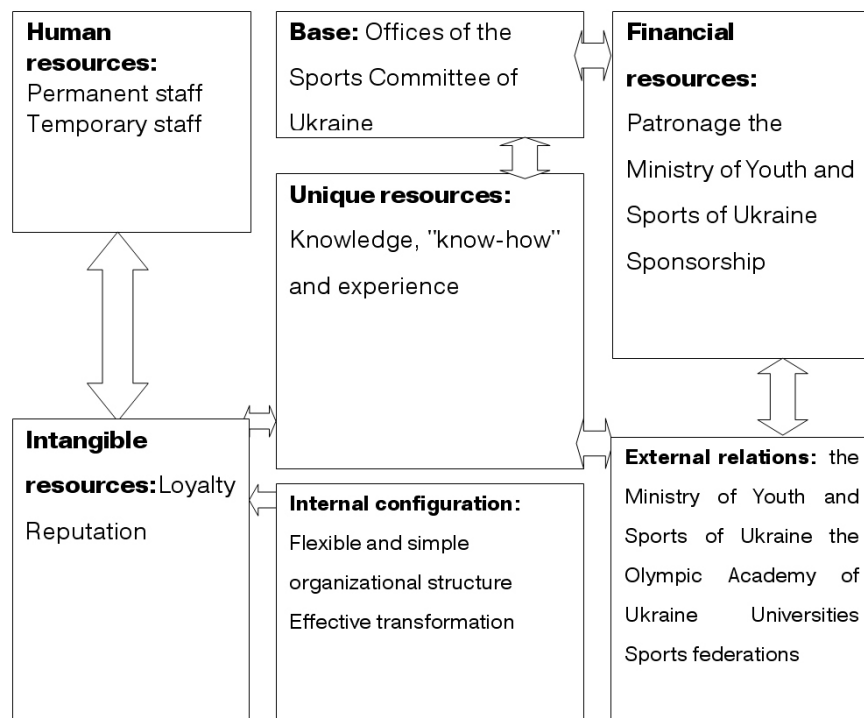 Human
resources:
Permanent staff
Temporary staff
Base: Offices of the
Sports Committee of
Ukraine
Financial
resources:
Patronage the
Ministry of Youth and
Sports of Ukraine
Sponsorship
Unique resources:
Knowledge, "know-how"
and experience
Intangible
resources:Loyalty
Reputation
Internal configuration:
Flexible and simple
organizational structure
Effective transformation
External relations: the
Ministry of Youth and
Sports of Ukraine the
Olympic Academy of
Ukraine Universities
Sports federations